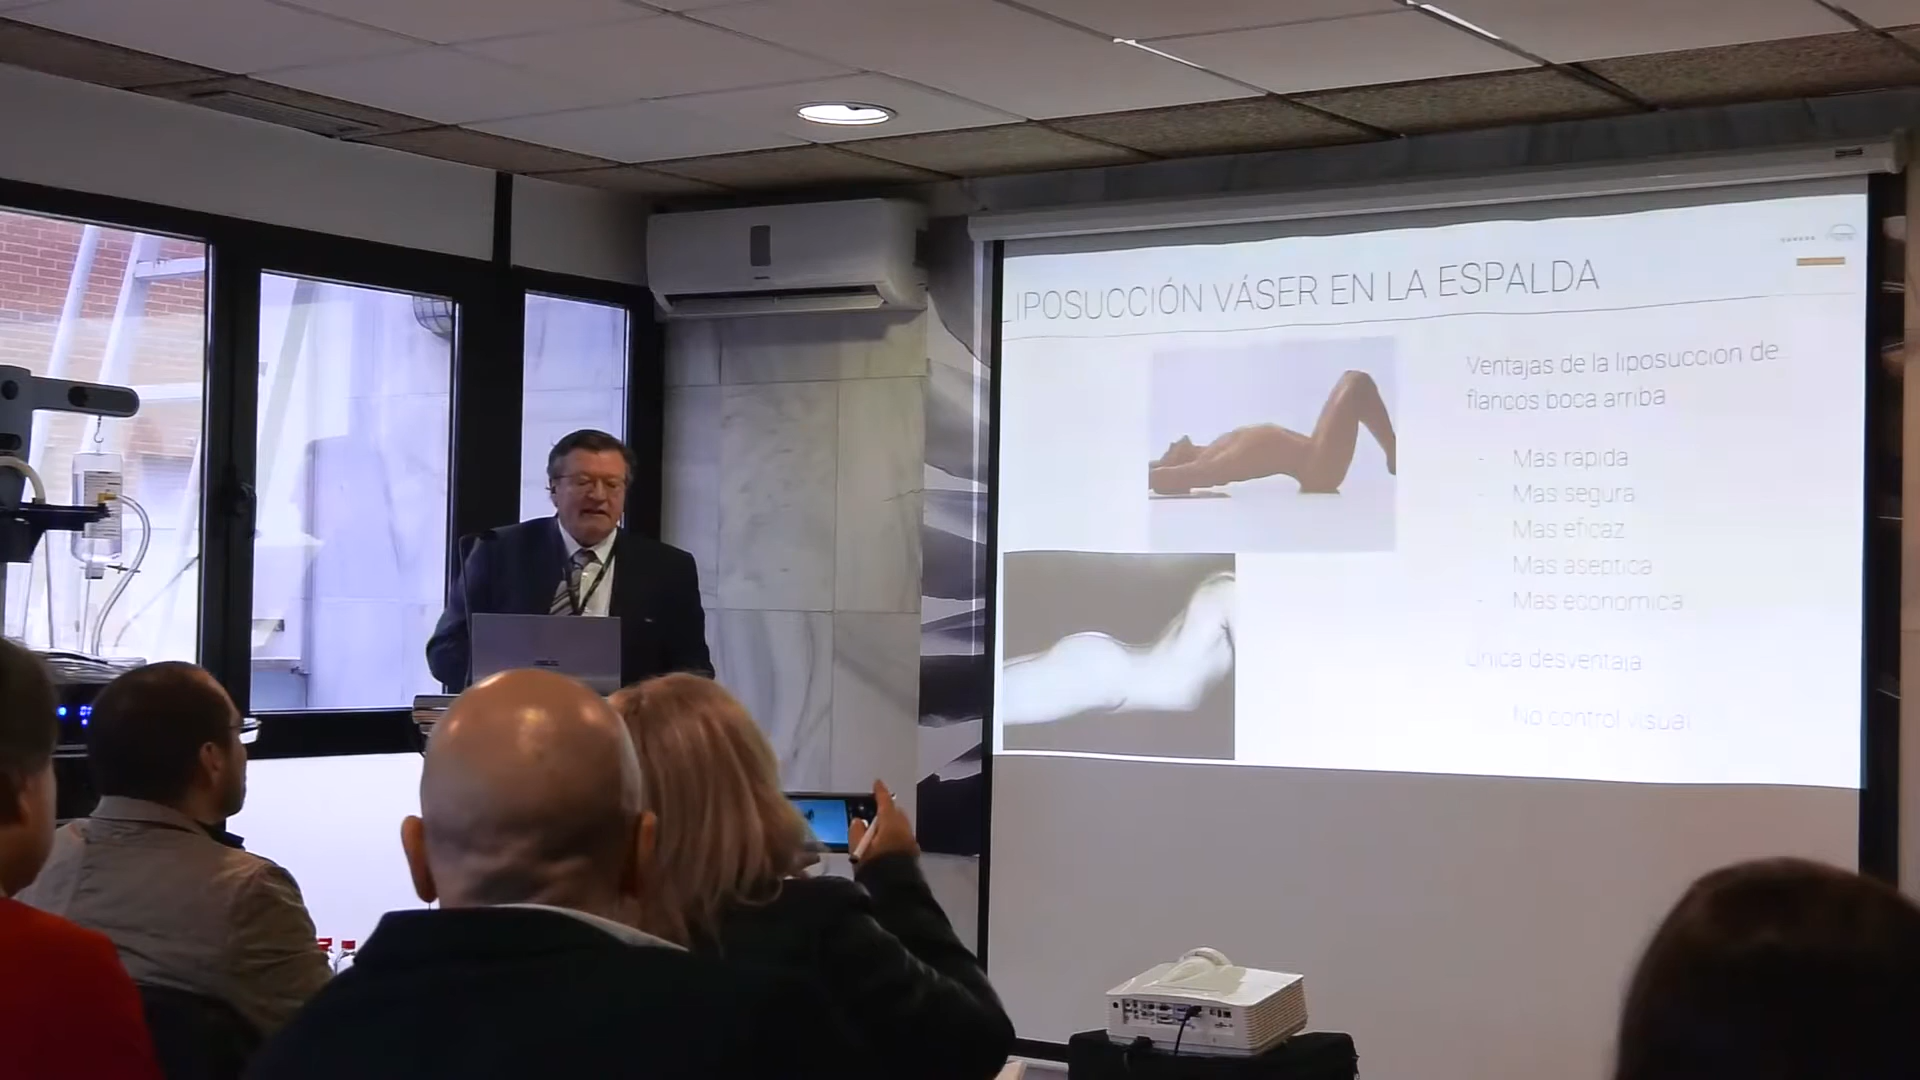 LIPOSUCCIÓN VÁSER EN LA ESPALDA
Ventajas de la liposuccion de
flancos boca arriba
- Mas rapida
- Mas segura
Mas eficaz
Mas aseptica
- Mas economica
Unica desventaja
No control visual